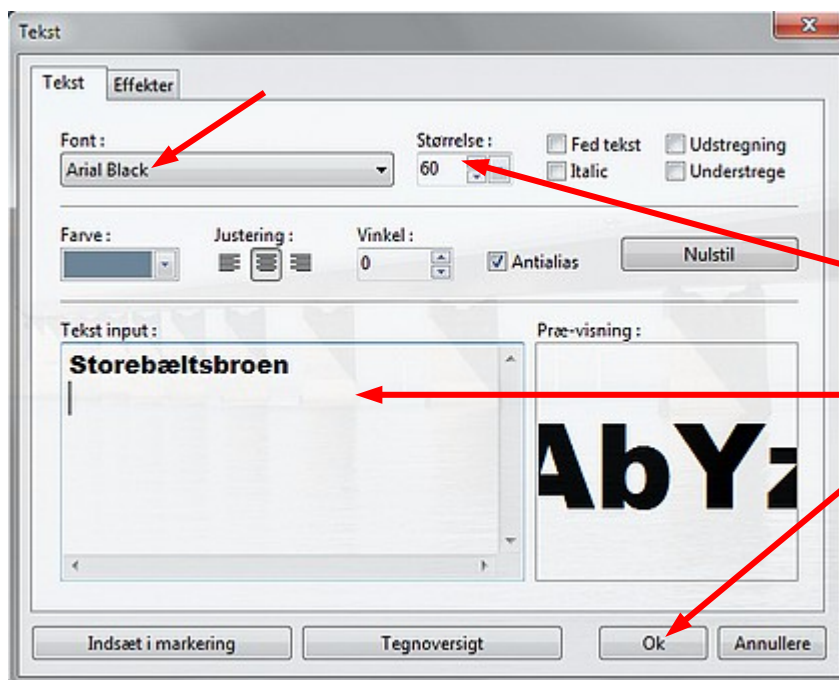 Tekst
Tekst Effekter
Font : Størrelse : Fed tekst Udstregning
Arial Black 60 Italic Understrege
Farve : Justering : Vinkel :
0 Antialias Nulstil
Tekst input : Præ-visning :
Storebæltsbroen
AbYz
Indsæt i markering Tegnoversigt Ok Annullere